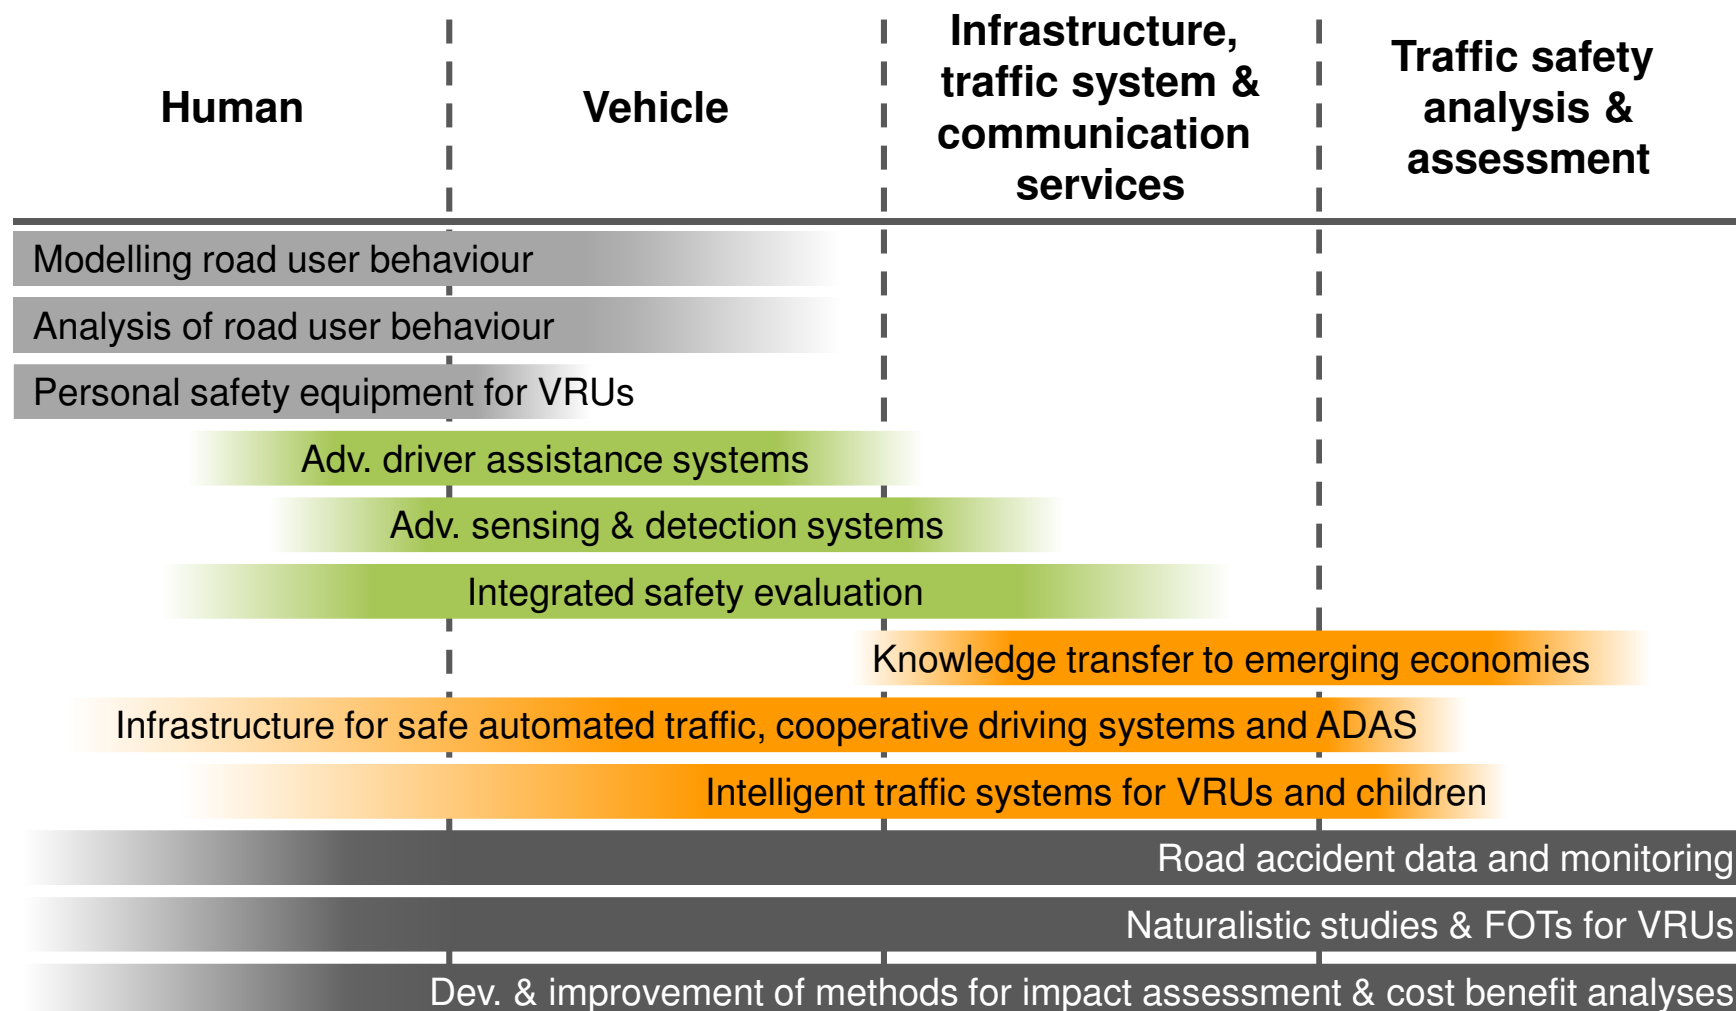 Human
Vehicle
Infrastructure,
traffic system &
communication
services
Traffic safety
analysis &
assessment
Modelling road user behaviour
Analysis of road user behaviour
Personal safety equipment for VRUs
Adv. driver assistance systems
Adv. sensing & detection systems
Integrated safety evaluation
Knowledge transfer to emerging economies
Infrastructure for safe automated traffic, cooperative driving systems and ADAS
Intelligent traffic systems for VRUs and children
Road accident data and monitoring
Naturalistic studies & FOTs for VRUs
Dev. & improvement of methods for impact assessment & cost benefit analyses